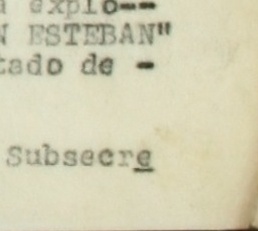 a explo--
N ESTEBAN"
tado de -
Subsecre